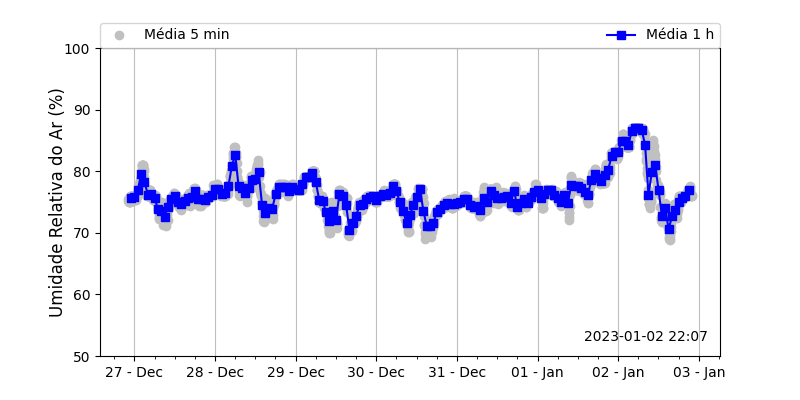 Média 5 min
Média 1 h
Umidade Relativa do Ar (%)
100
90
80
70
60
50
2023-01-02 22:07
27 - Dec
28 - Dec
29 - Dec
30 - Dec
31 - Dec
01 - Jan
02 - Jan
03 - Jan